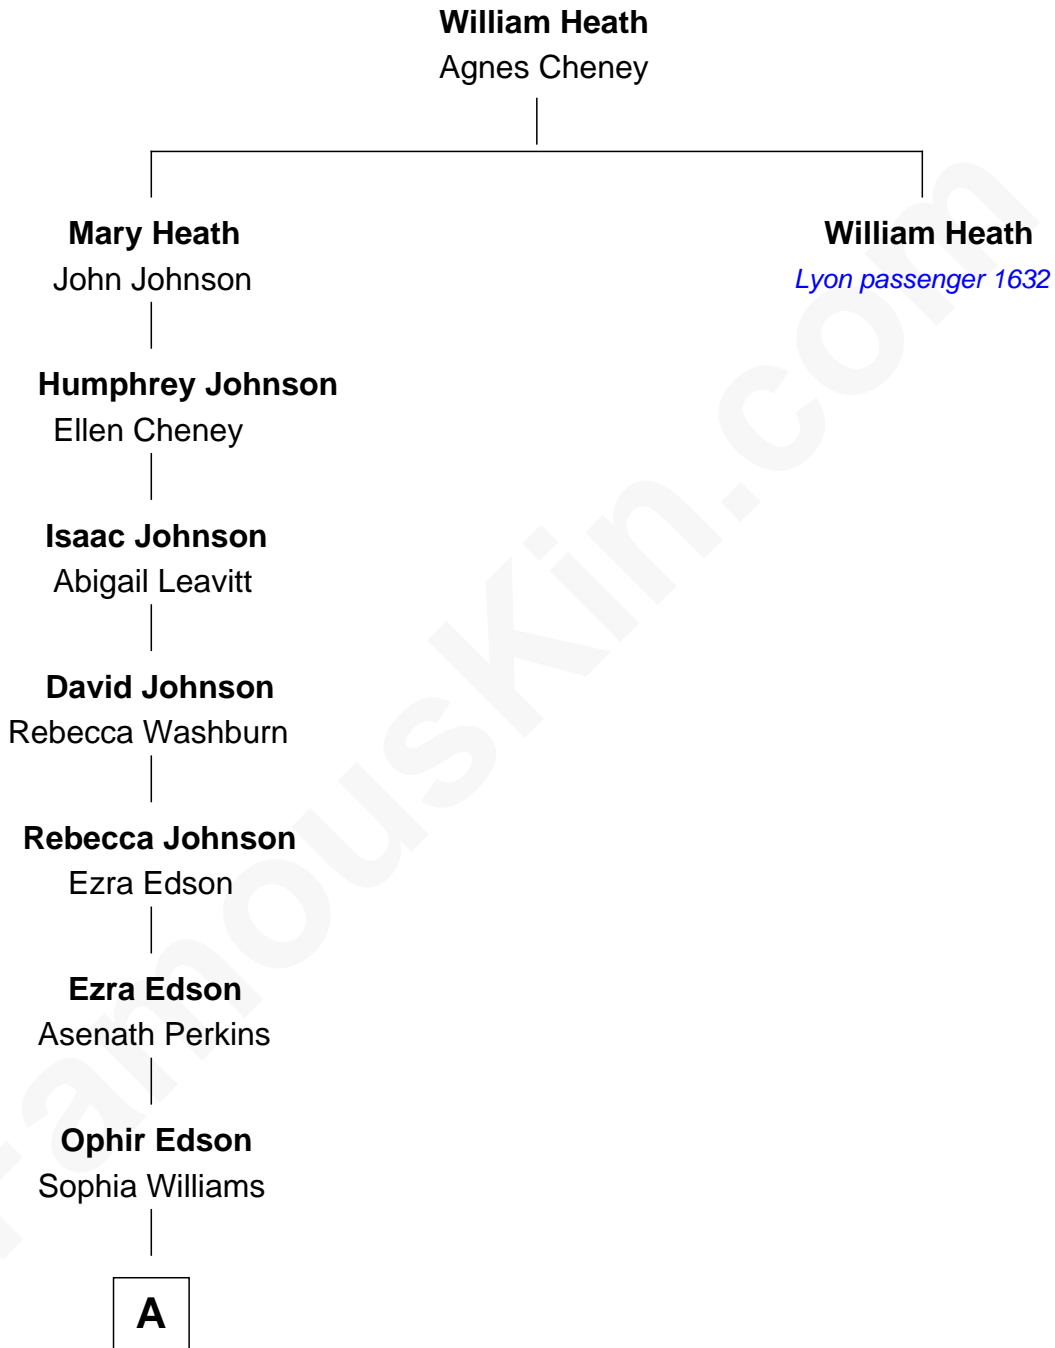 William Heath
Agnes Cheney
Mary Heath
William Heath
John Johnson
Lyon passenger 1632
Humphrey Johnson
Ellen Cheney
Isaac Johnson
Abigail Leavitt
David Johnson
Rebecca Washburn
Rebecca Johnson
Ezra Edson
Ezra Edson
Asenath Perkins
Ophir Edson
Sophia Williams
A
FamousKin.com